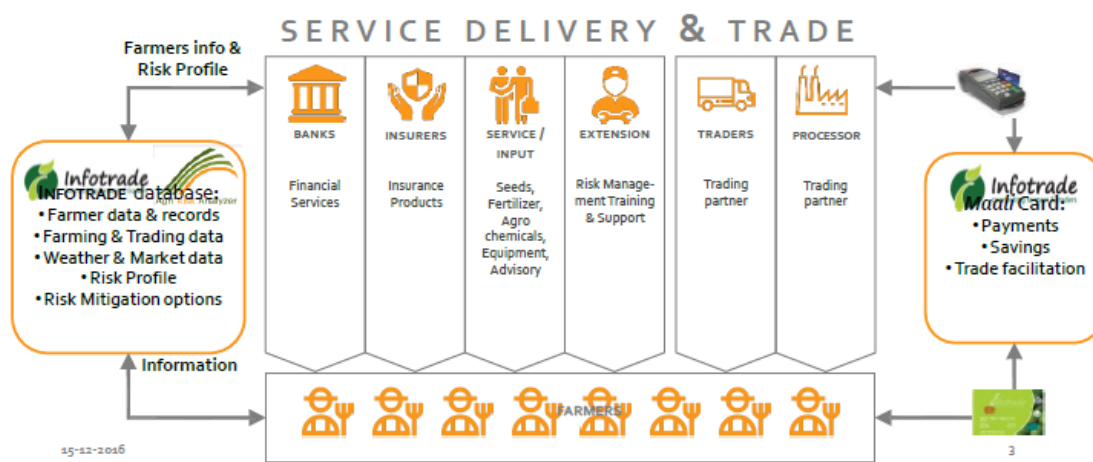 SERVICE DELIVERY & TRADE
Farmers info &
Risk Profile
BANKS
INSURERS
SERVICE /
INPUT
EXTENSION
TRADERS
PROCESSOR
Financial
Services
Insurance
Products
Seeds,
Fertilizer,
Agro
chemicals,
Equipment,
Advisory
Risk Manage-
ment Training
& Support
Trading
partner
Trading
partner
Infotrade
Agri Risk Analyzer
INFOTRADE database:
• Farmer data & records
• Farming & Trading data
• Weather & Market data
• Risk Profile
• Risk Mitigation options
Infotrade
Maali Card:
• Payments
• Savings
• Trade facilitation
Information
FARMERS
15-12-2016
3